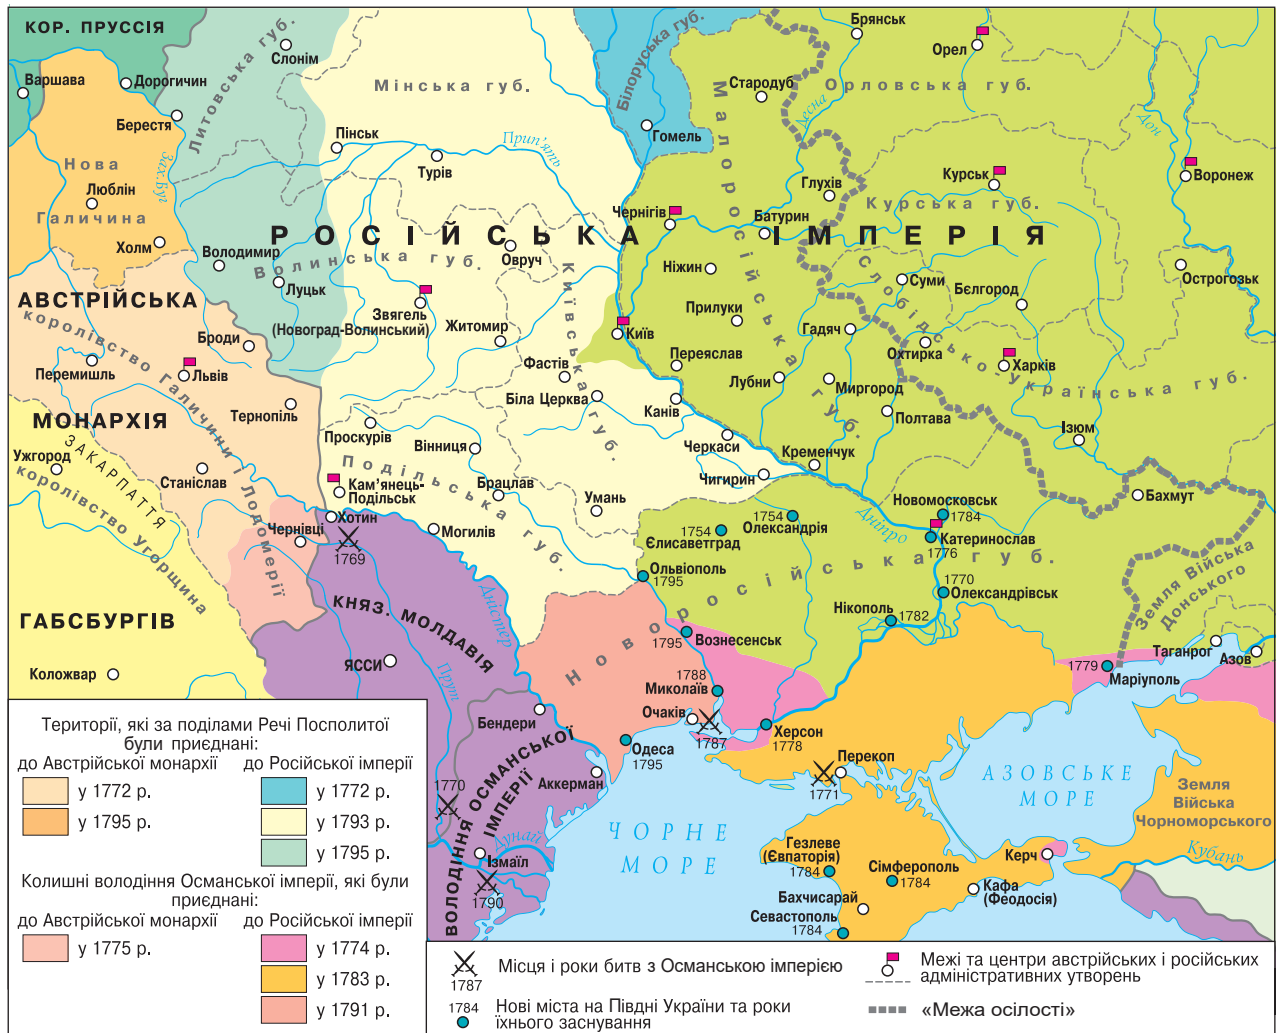 КОР. ПРУССІЯ
Варшава
Дорогичин
Берестя
Слонім
Литовська губ.
Мінська губ.
Білоруська губ.
Гомель
Брянськ
Орел
Стародуб
Орловська губ.
Десна
Дон
Пінськ
Турів
Прип'ять
Зах. Буг
Нова
Галичина
Люблін
Холм
Малоросійська губ.
Глухів
Курськ
Воронеж
Курська губ.
Чернігів
Батурин
РОСІЙСЬКА ІМПЕРІЯ
Володимир
Луцьк
Волинська губ.
Овруч
Київська губ.
Ніжин
Суми
Бєлгород
Острогозьк
Слобідсько-Українська губ.
АВСТРІЙСЬКА
МОНАРХІЯ
ГАБСБУРГІВ
королівство Галичини і Лодомерії
Звягель
(Новоград-Волинський)
Житомир
Київ
Прилуки
Гадяч
Охтирка
Харків
Броди
Перемишль
Львів
Тернопіль
Фастів
Біла Церква
Переяслав
Канів
Лубни
Миргород
Полтава
Ізюм
Ужгород
ЗАКАРПАТТЯ
королівство Угорщина
Станіслав
Проскурів
Вінниця
Подільська губ.
Брацлав
Умань
Черкаси
Чигирин
Кременчук
Бахмут
Кам'янець-
Подільськ
Хотин
1769
Чернівці
Могилів
1754
Єлисаветград
1754
Олександрія
Дніпро
Новомосковськ
1784
Катеринослав
1776
Ольвіополь
1795
1770
Олександрівськ
Нікополь
1782
Новоросійська губ.
Земля Війська
Донського
Таганрог
Азов
1779
Маріуполь
КНЯЗ. МОЛДАВІЯ
Дністер
Прут
ЯССИ
Коложвар
Вознесенськ
1795
1788
Миколаїв
Очаків
1787
Херсон
1778
Бендери
Одеса
1795
Аккерман
ВОЛОДІННЯ ОСМАНСЬКОЇ
ІМПЕРІЇ
1770
Дунай
Ізмаїл
1790
Перекоп
1771
АЗОВСЬКЕ
МОРЕ
ЧОРНЕ
МОРЕ
Земля
Війська
Чорноморського
Кубань
Гезлеве
(Євпаторія)
1784
Сімферополь
1784
Керч
Кафа
(Феодосія)
Бахчисарай
Севастополь
1784
Території, які за поділами Речі Посполитої
були приєднані:
до Австрійської монархії
у 1772 р.
у 1795 р.
до Російської імперії
у 1772 р.
у 1793 р.
у 1795 р.
Колишні володіння Османської імперії, які були
приєднані:
до Австрійської монархії
у 1775 р.
до Російської імперії
у 1774 р.
у 1783 р.
у 1791 р.
1787
Місця і роки битв з Османською імперією
1784
Нові міста на Півдні України та роки
їхнього заснування
Межі та центри австрійських і російських
адміністративних утворень
«Межа осілості»